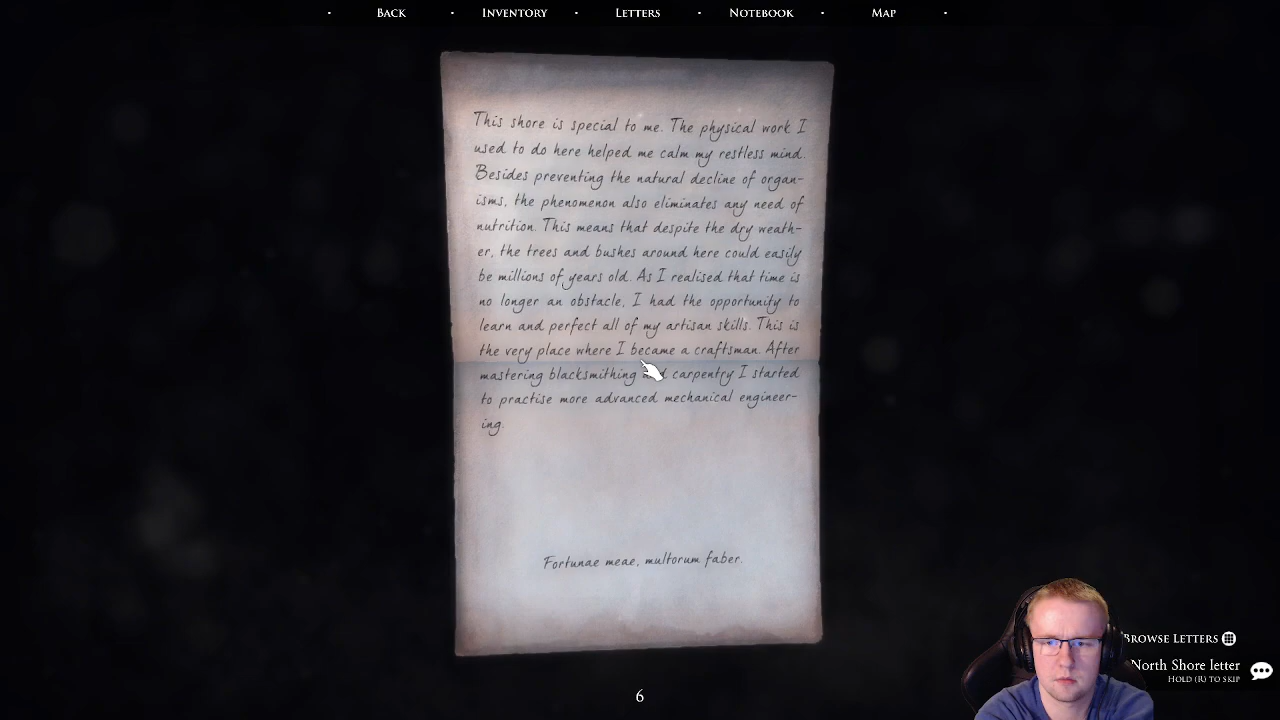 · BACK · INVENTORY · LETTERS · NOTEBOOK · MAP ·
This shore is special to me. The physical work I
used to do here helped me calm my restless mind.
Besides preventing the natural decline of organ-
isms, the phenomenon also eliminates any need of
nutrition. This means that despite the dry weath-
er, the trees and bushes around here could easily
be millions of years old. As I realised that time is
no longer an obstacle, I had the opportunity to
learn and perfect all of my artisan skills. This is
the very place where I became a craftsman. After
mastering blacksmithing carpentry I started
to practise more advanced mechanical engineer-
ing.
Fortunae meae, multorum faber.
BROWSE LETTERS
North Shore letter
HOLD (R) TO SKIP
6